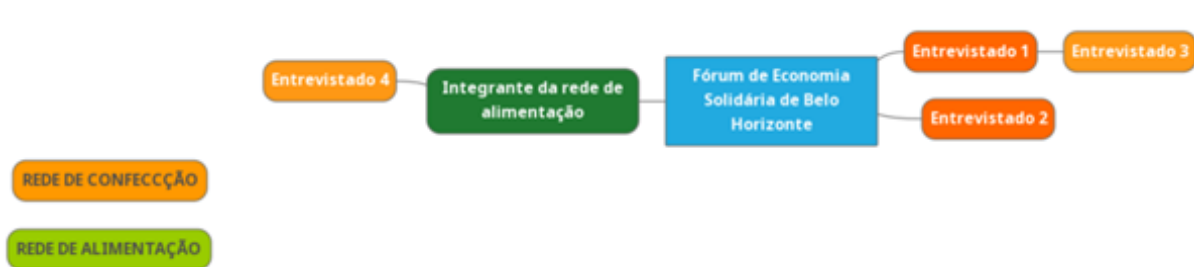 Entrevistado 4
Integrante da rede de
alimentação
Fórum de Economia
Solidária de Belo
Horizonte
Entrevistado 1
Entrevistado 3
Entrevistado 2
REDE DE CONFECCÇÃO
REDE DE ALIMENTAÇÃO